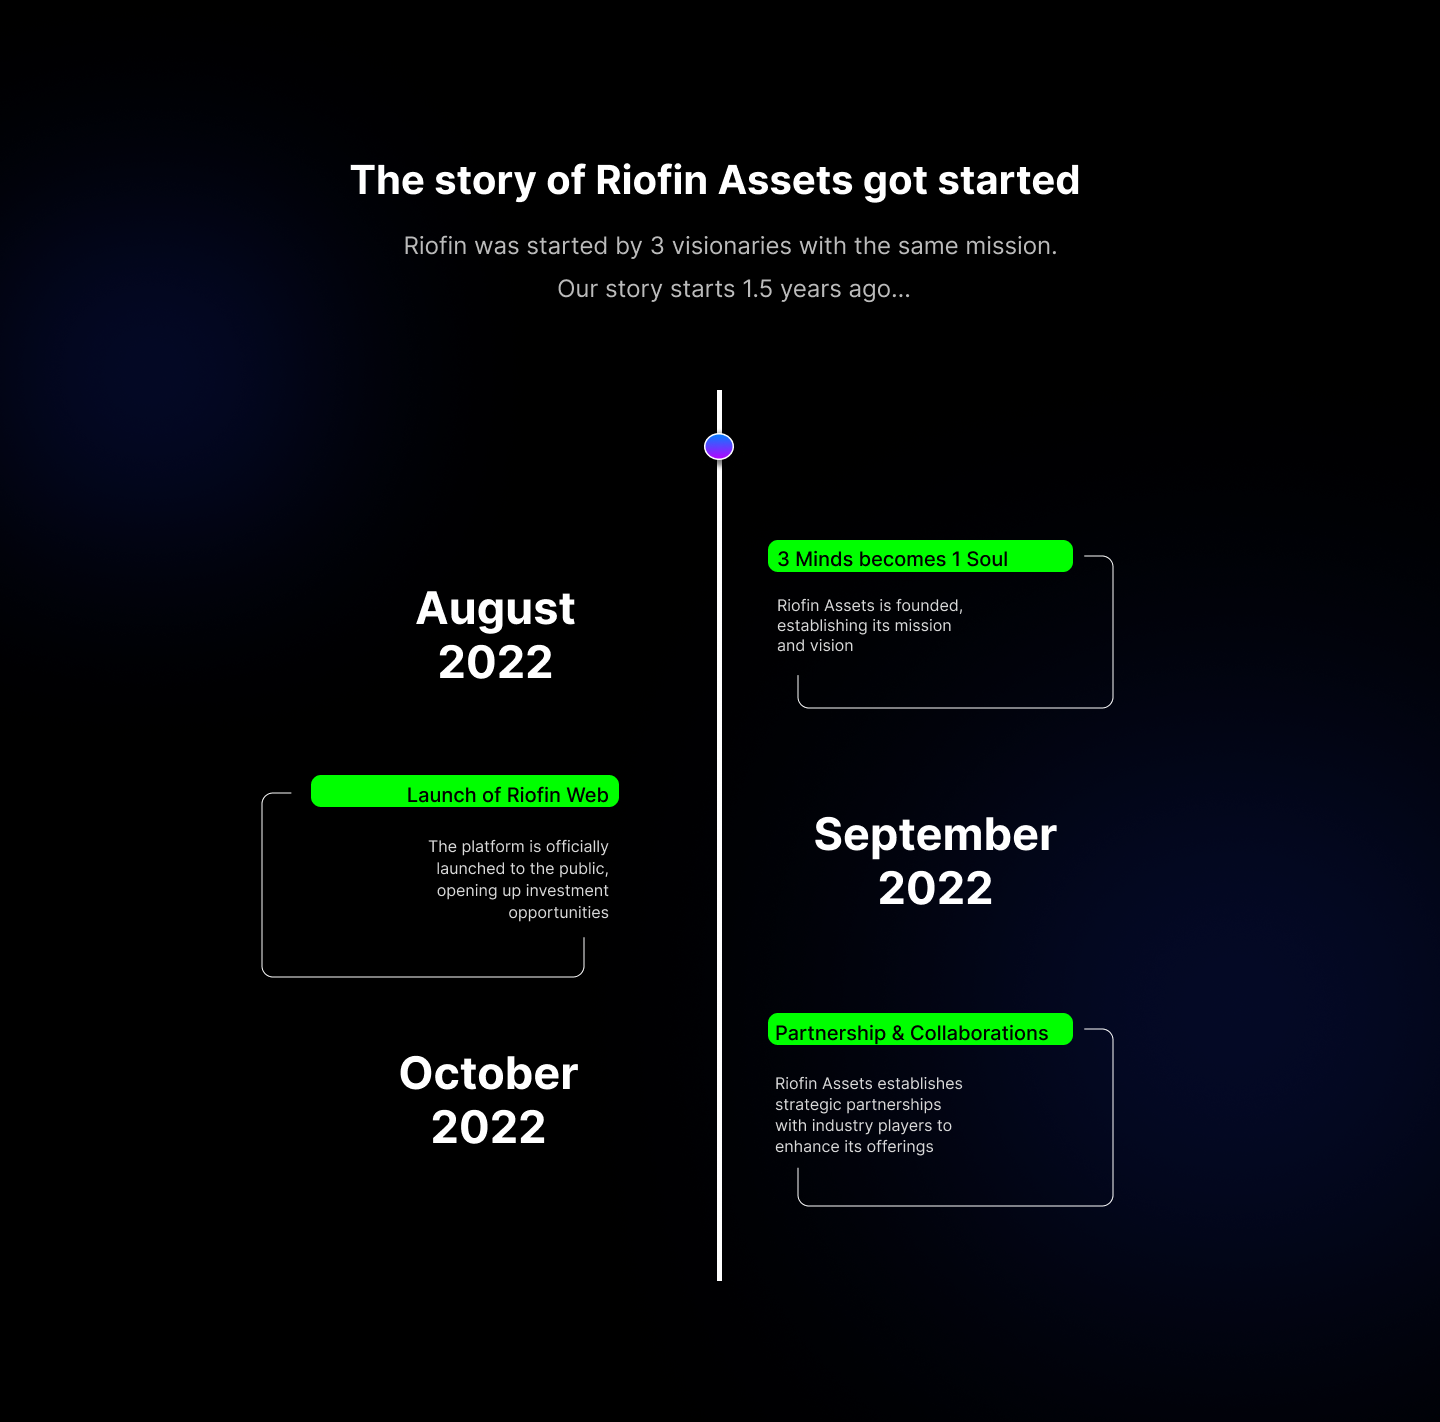 The story of Riofin Assets got started
Riofin was started by 3 visionaries with the same mission.
Our story starts 1.5 years ago...
August
2022
3 Minds becomes 1 Soul
Riofin Assets is founded,
establishing its mission
and vision
Launch of Riofin Web
The platform is officially
launched to the public,
opening up investment
opportunities
September
2022
October
2022
Partnership & Collaborations
Riofin Assets establishes
strategic partnerships
with industry players to
enhance its offerings